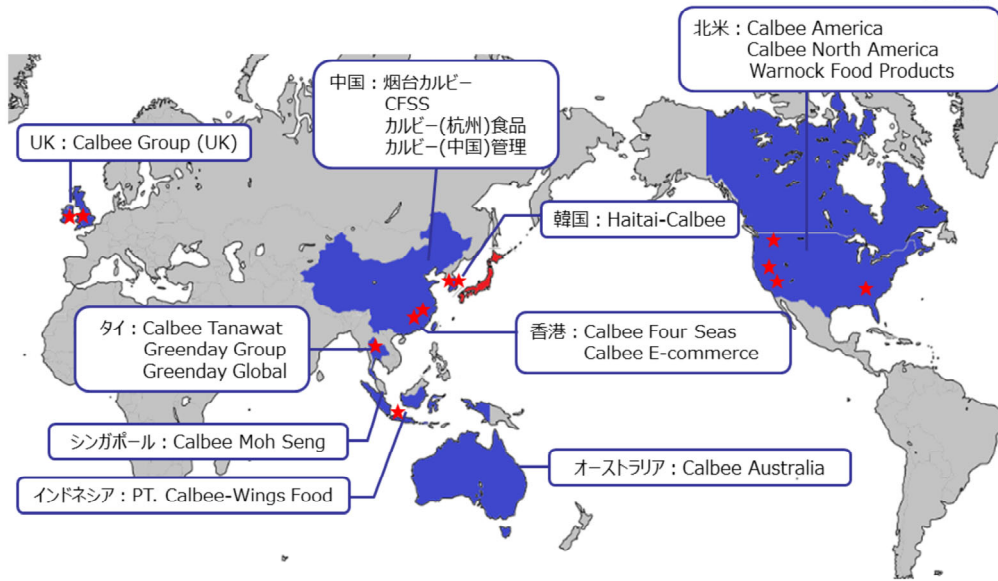 北米：Calbee America
Calbee North America
Warnock Food Products
中国：烟台カルビー
CFSS
カルビー(杭州)食品
カルビー(中国)管理
UK：Calbee Group (UK)
韓国：Haitai-Calbee
タイ：Calbee Tanawat
Greenday Group
Greenday Global
香港：Calbee Four Seas
Calbee E-commerce
シンガポール：Calbee Moh Seng
オーストラリア：Calbee Australia
インドネシア：PT. Calbee-Wings Food